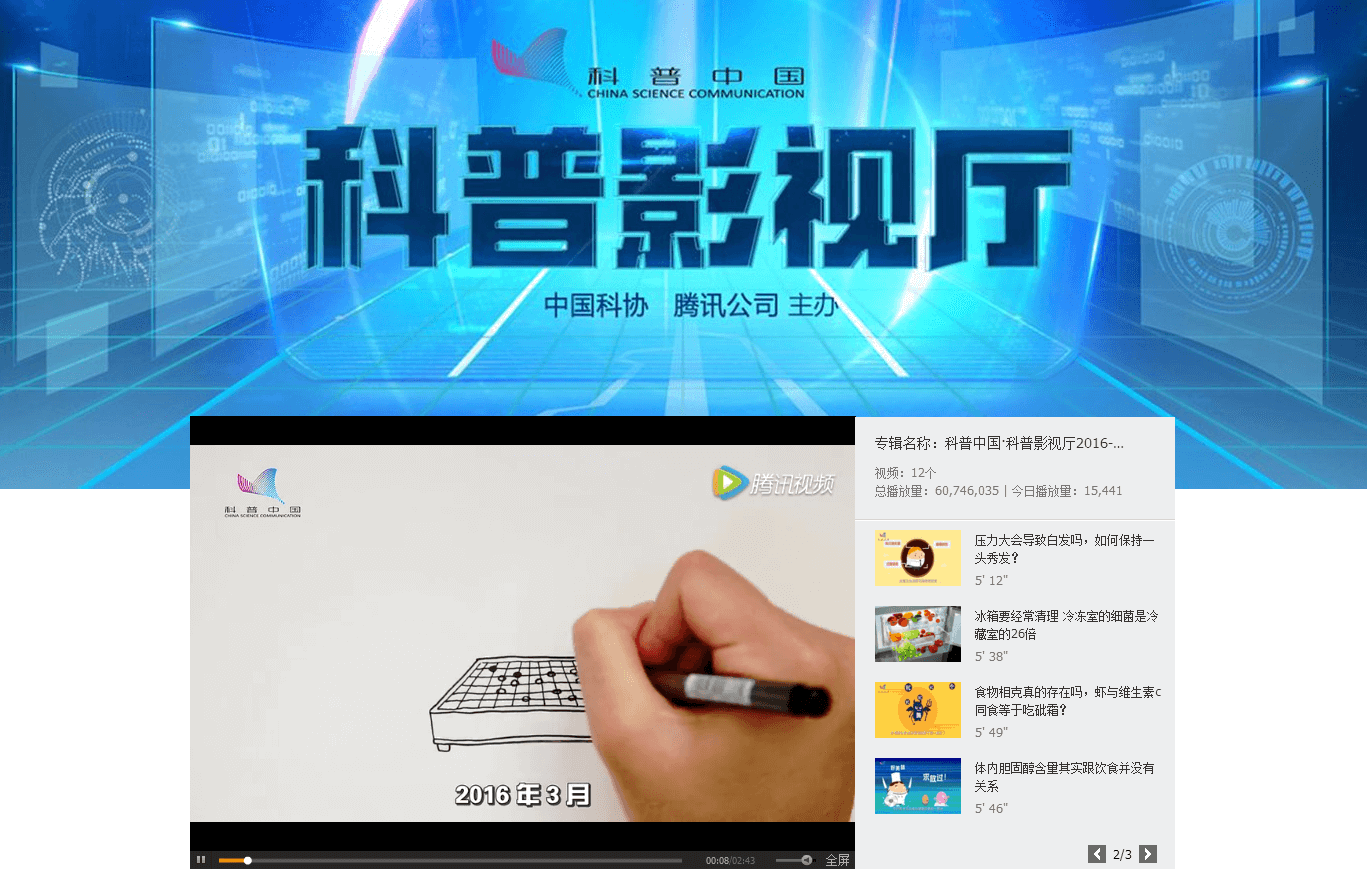 科普中国
CHINA SCIENCE COMMUNICATION
科普影视厅
中国科协 腾讯公司 主办
科普中国
CHINA SCIENCE COMMUNICATION
腾讯视频
2016年3月
00:08/02:43
全屏
专辑名称：科普中国·科普影视厅2016-...
视频：12个
总播放量：60,746,035 | 今日播放量：15,441
压力大会导致白发吗，如何保持一
头秀发？
5' 12"
冰箱要经常清理 冷冻室的细菌是冷
藏室的26倍
5' 38"
食物相克真的存在吗，虾与维生素c
同食等于吃砒霜？
5' 49"
来就过！
体内胆固醇含量其实跟饮食并没有
关系
5' 46"
2/3